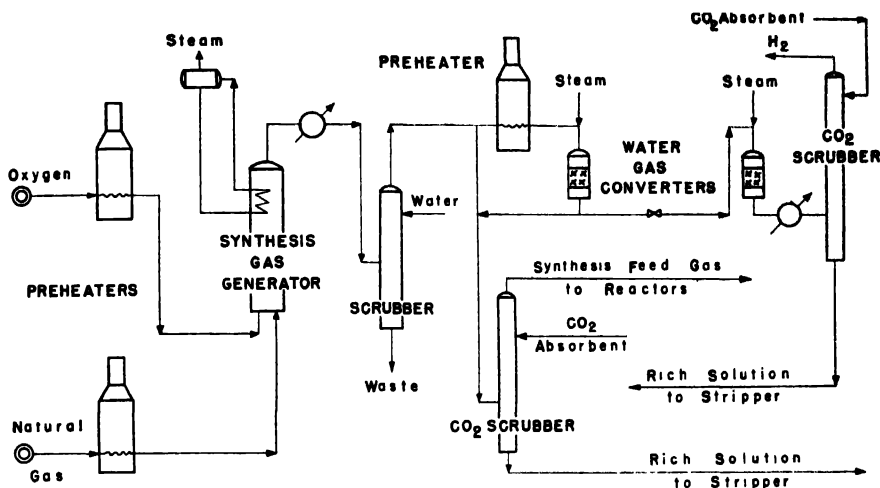 CO2 Absorbent
H2
Steam
PREHEATER
Steam
Steam
CO2
SCRUBBER
WATER
GAS
CONVERTERS
Oxygen
Water
SYNTHESIS
GAS
GENERATOR
Synthesis Feed Gas
to Reactors
PREHEATERS
SCRUBBER
CO2
Absorbent
Waste
Rich Solution
to Stripper
Natural
Gas
CO2 SCRUBBER
Rich Solution
to Stripper